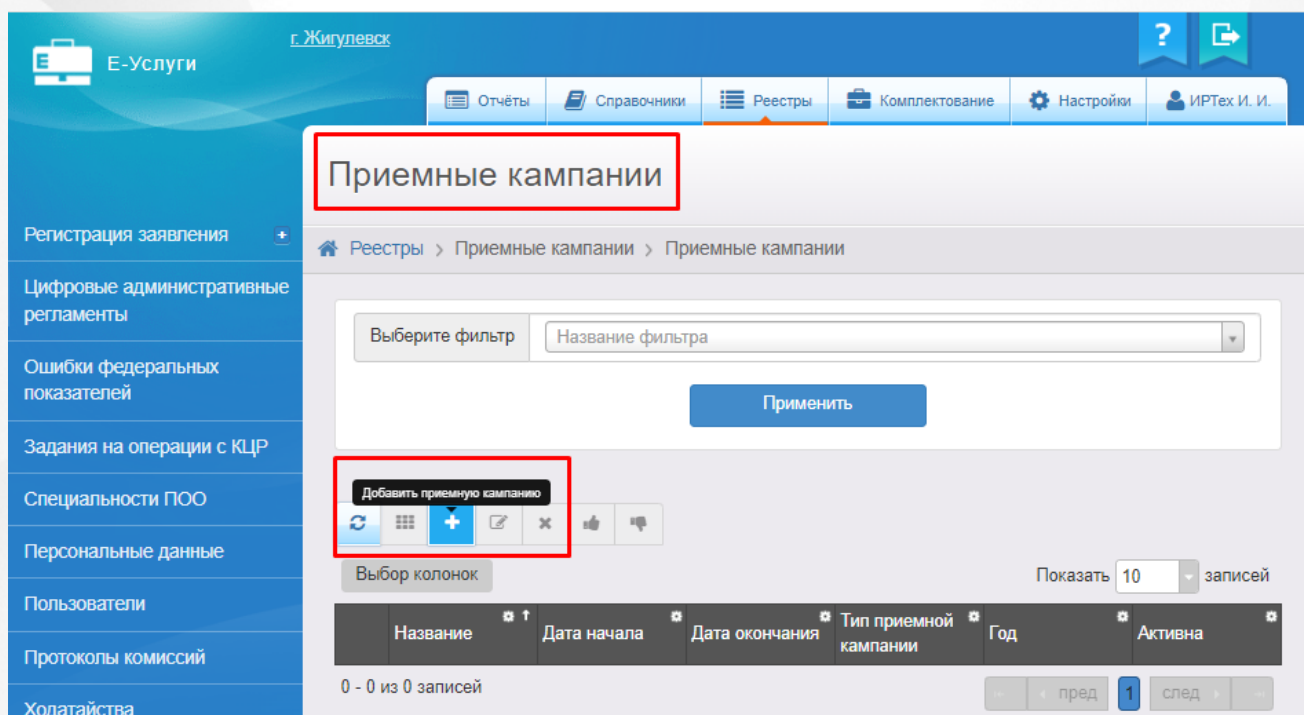 г. Жигулевск
?
Е-Услуги
Отчёты
Справочники
Реестры
Комплектование
Настройки
ИРТех И. И.
Приемные кампании
Реестры > Приемные кампании > Приемные кампании
Регистрация заявления
Цифровые административные
регламенты
Ошибки федеральных
показателей
Задания на операции с КЦР
Специальности ПОО
Персональные данные
Пользователи
Протоколы комиссий
Ходатайства
Выберите фильтр
Название фильтра
Применить
Добавить приемную кампанию
Выбор колонок
Показать 10 записей
Название
Дата начала
Дата окончания
Тип приемной
кампании
Год
Активна
0 - 0 из 0 записей
пред 1 след